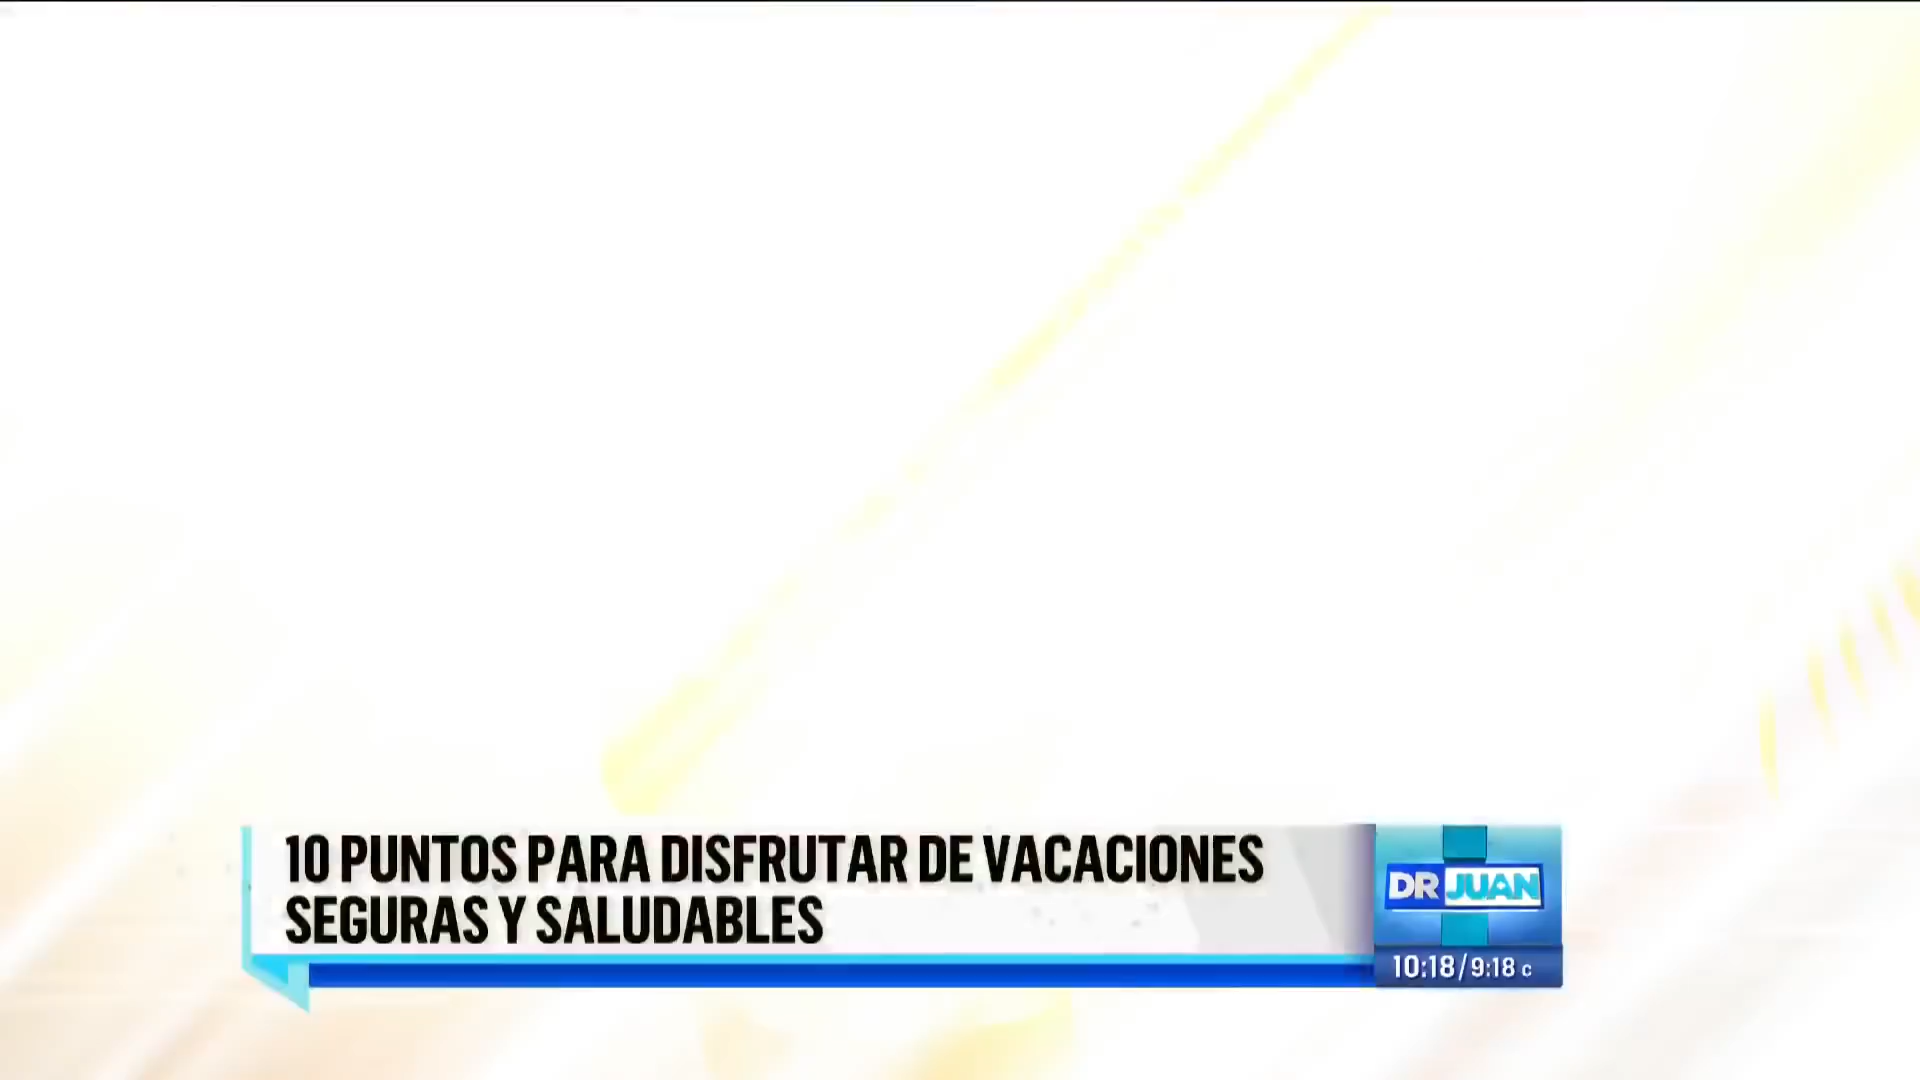 10 PUNTOS PARA DISFRUTAR DE VACACIONES
SEGURAS Y SALUDABLES
DR JUAN
10:18/9:18 c